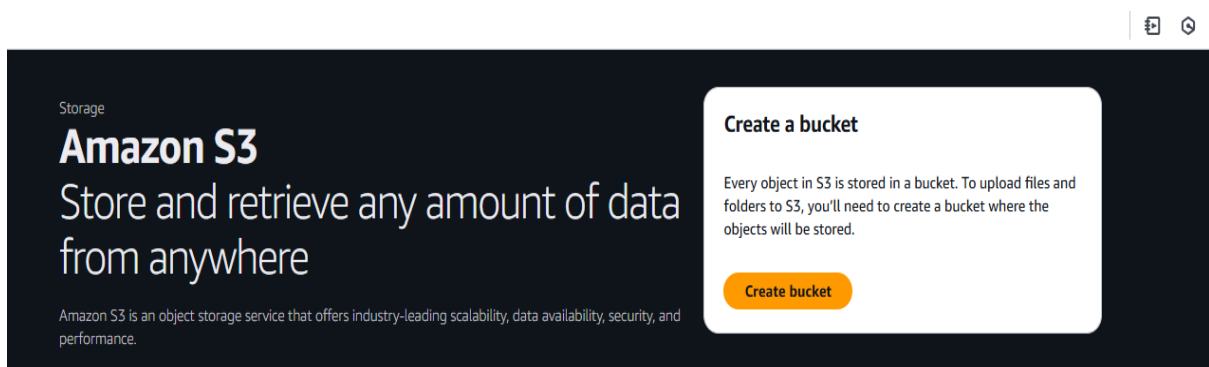 Storage
Amazon S3
Store and retrieve any amount of data
from anywhere
Amazon S3 is an object storage service that offers industry-leading scalability, data availability, security, and
performance.
Create a bucket
Every object in S3 is stored in a bucket. To upload files and
folders to S3, you'll need to create a bucket where the
objects will be stored.
Create bucket